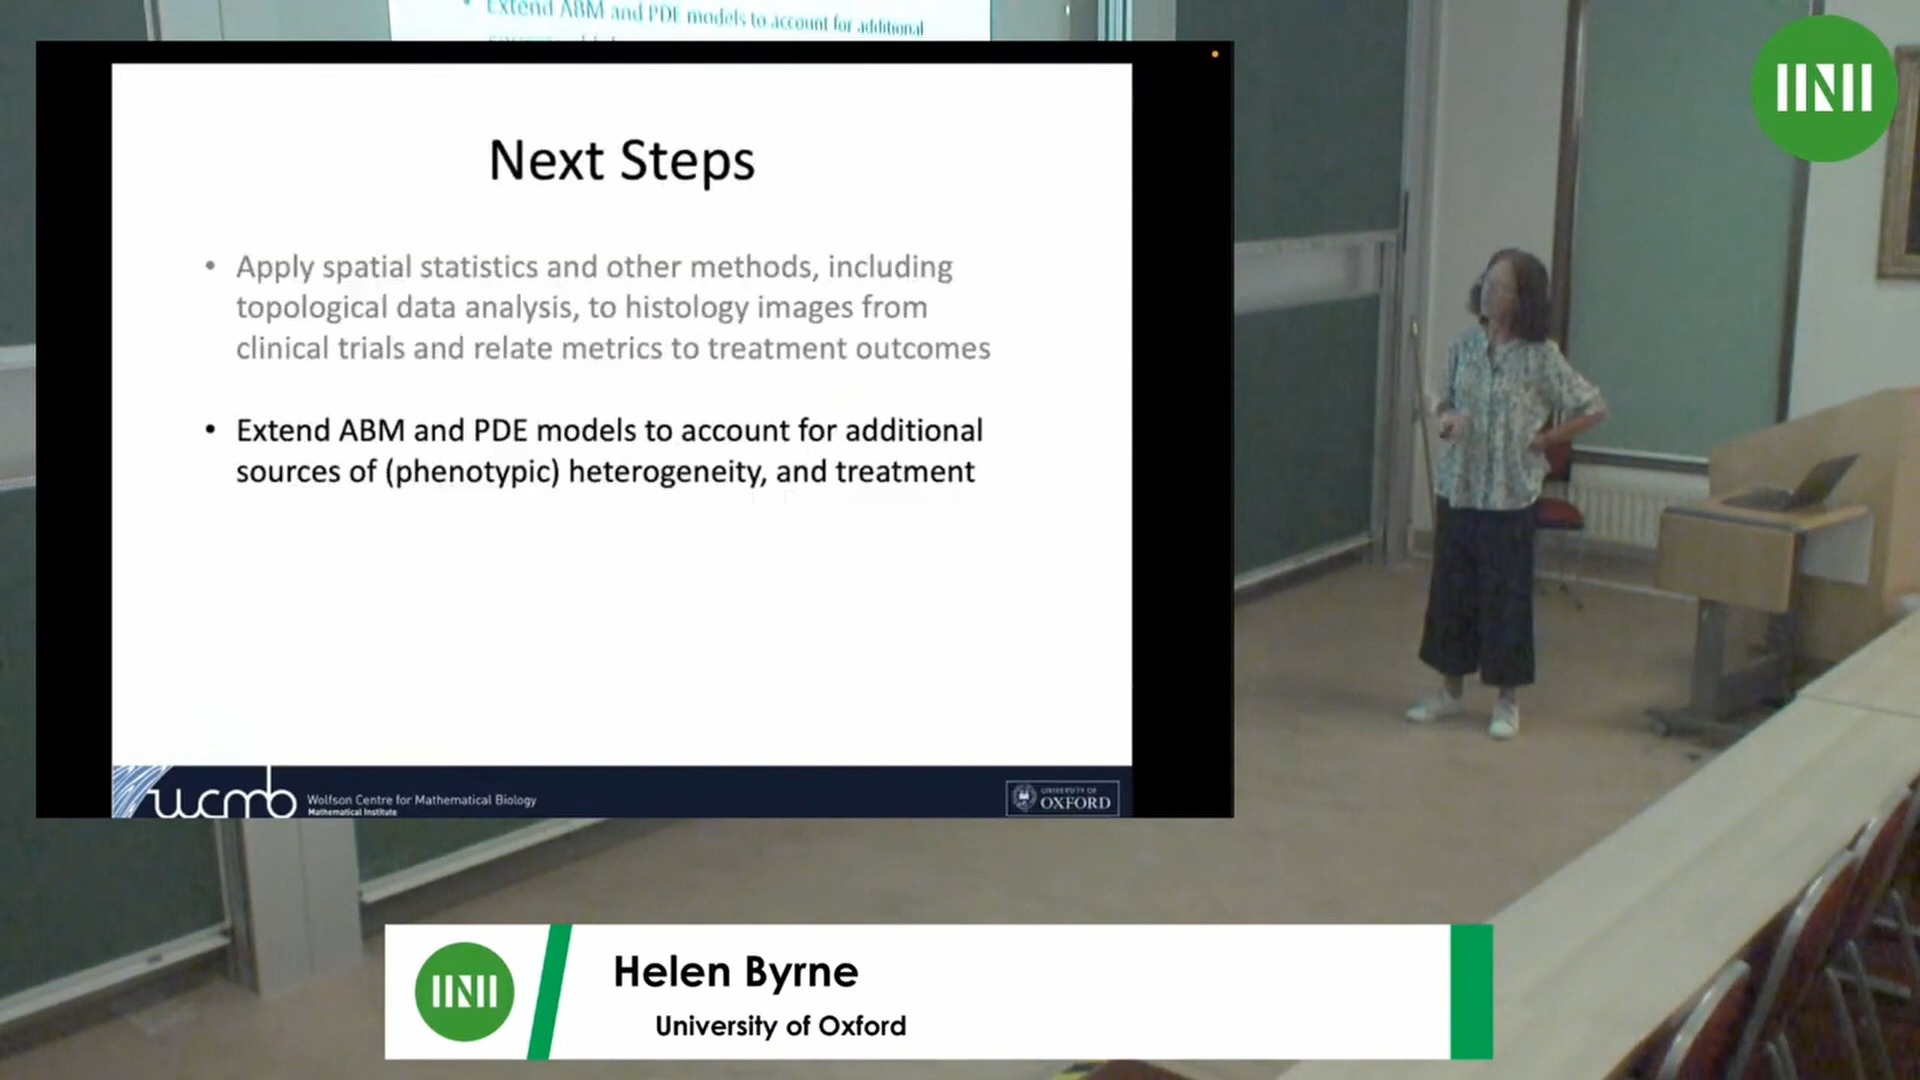 Extend ABM and PDE models to account for additional
Next Steps
• Apply spatial statistics and other methods, including
topological data analysis, to histology images from
clinical trials and relate metrics to treatment outcomes
• Extend ABM and PDE models to account for additional
sources of (phenotypic) heterogeneity, and treatment
wcmb
Wolfson Centre for Mathematical Biology
Mathematical Institute
UNIVERSITY OF
OXFORD
Helen Byrne
University of Oxford